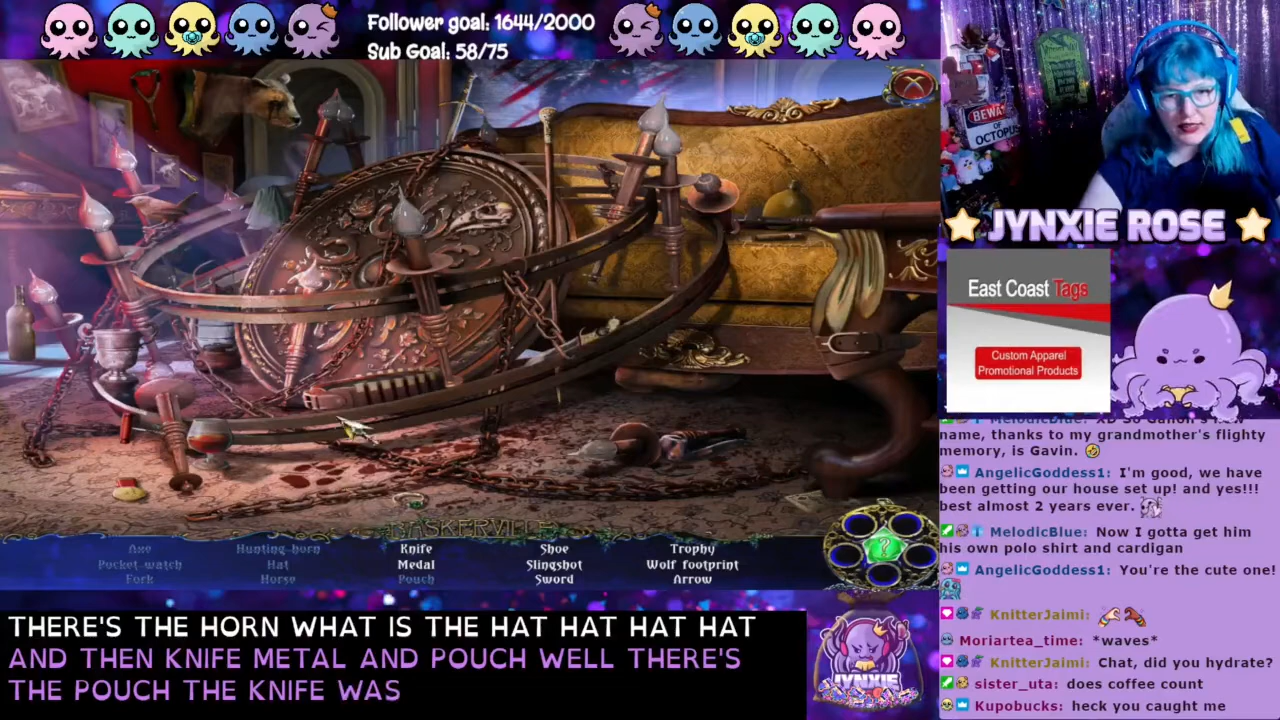 Follower goal: 1644/2000
Sub Goal: 58/75
BEWARE
OF
OCTOPUS
JYNXIE ROSE
East Coast Tags
Custom Apparel
Promotional Products
name, thanks to my grandmother's flighty
memory, is Gavin.
AngelicGoddess1: I'm good, we have
been getting our house set up! and yes!!!
best almost 2 years ever.
MelodicBlue: Now I gotta get him
his own polo shirt and cardigan
AngelicGoddess1: You're the cute one!
KnitterJaimi:
Moriartea_time: *waves*
KnitterJaimi: Chat, did you hydrate?
sister_uta: does coffee count
Kupobucks: heck you caught me
BASKERVILLE
Axe Hunting-horn Knife Shoe Trophy
Pocket-watch Hat Medal Slingshot Wolf footprint
Fork Horse Pouch Sword Arrow
THERE'S THE HORN WHAT IS THE HAT HAT HAT HAT
AND THEN KNIFE METAL AND POUCH WELL THERE'S
THE POUCH THE KNIFE WAS
JYNXIE